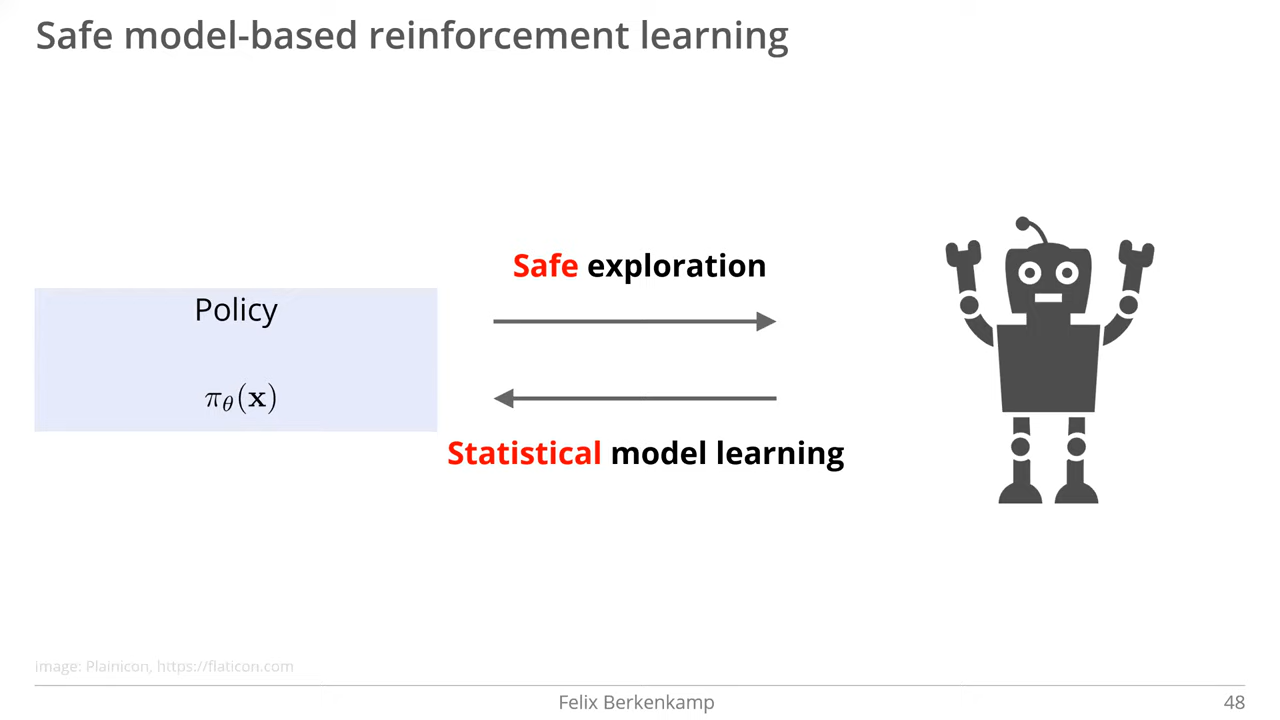 Safe model-based reinforcement learning
Safe exploration
Policy
π_θ(x)
Statistical model learning
image: Plainicon, https://flaticon.com
Felix Berkenkamp
48